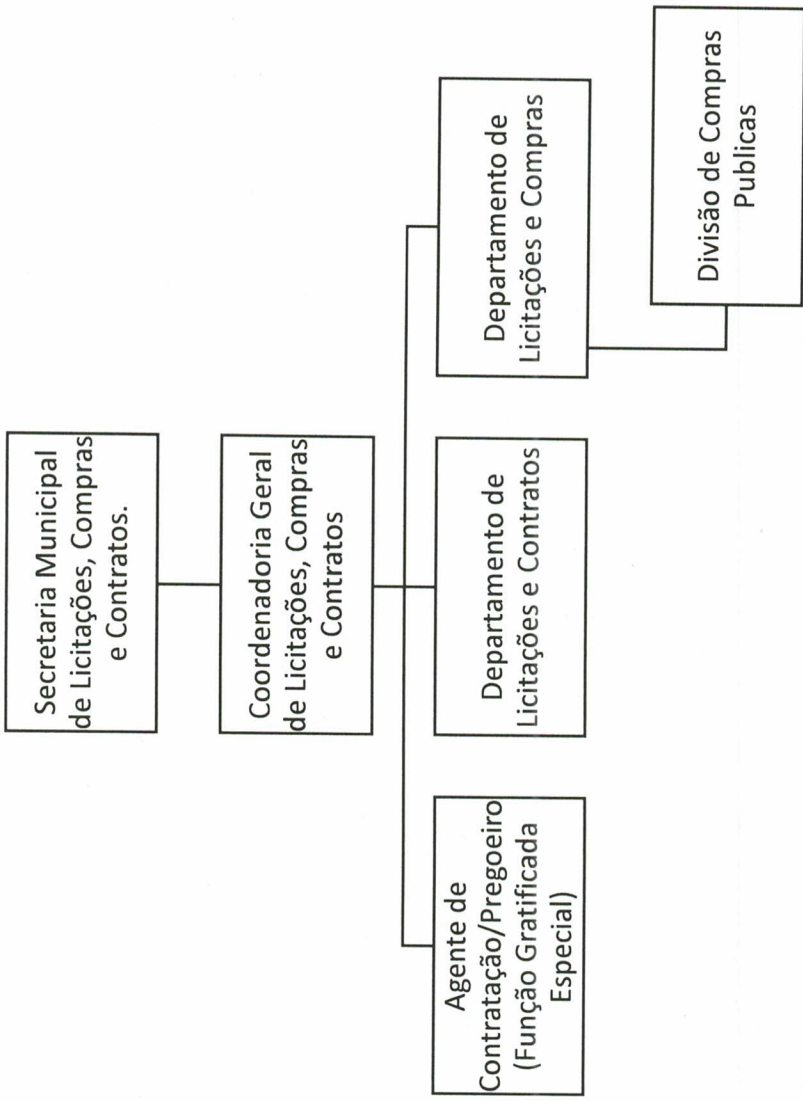 Secretaria Municipal
de Licitações, Compras
e Contratos.
Coordenadoria Geral
de Licitações, Compras
e Contratos
Agente de
Contratação/Pregoeiro
(Função Gratificada
Especial)
Departamento de
Licitações e Contratos
Departamento de
Licitações e Compras
Divisão de Compras
Publicas